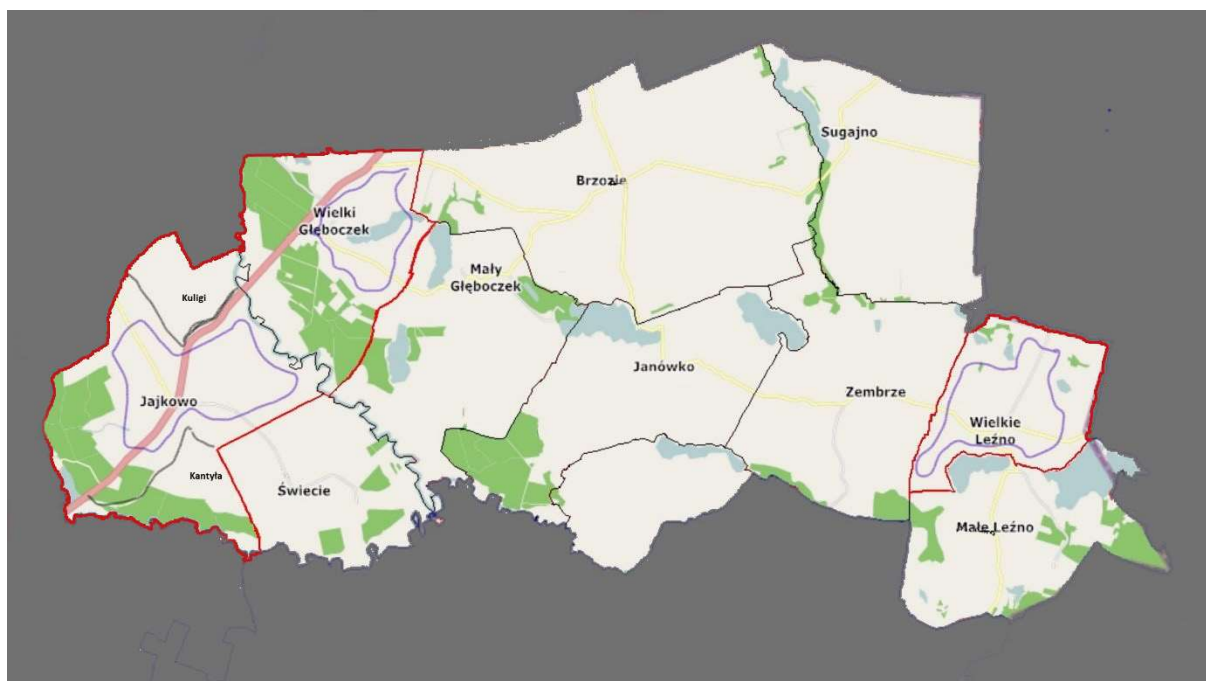 Sugajno
Brzozie
Wielki
Głęboczek
Mały
Głęboczek
Kuligi
Janówko
Zembrze
Jajkowo
Wielkie
Leźno
Kantyła
Świecie
Małe Leźno